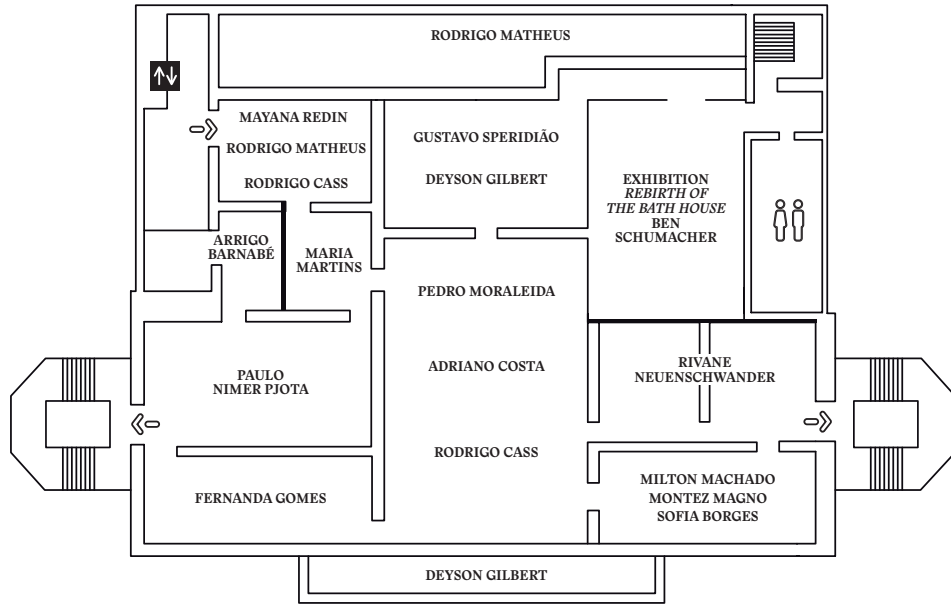 RODRIGO MATHEUS
MAYANA REDIN
RODRIGO MATHEUS
RODRIGO CASS
GUSTAVO SPERIDIÃO
DEYSON GILBERT
EXHIBITION
REBIRTH OF
THE BATH HOUSE
BEN
SCHUMACHER
ARRIGO
BARNABÉ
MARIA
MARTINS
PEDRO MORALEIDA
ADRIANO COSTA
RODRIGO CASS
PAULO
NIMER PJOTA
RIVANE
NEUENSCHWANDER
FERNANDA GOMES
MILTON MACHADO
MONTEZ MAGNO
SOFIA BORGES
DEYSON GILBERT